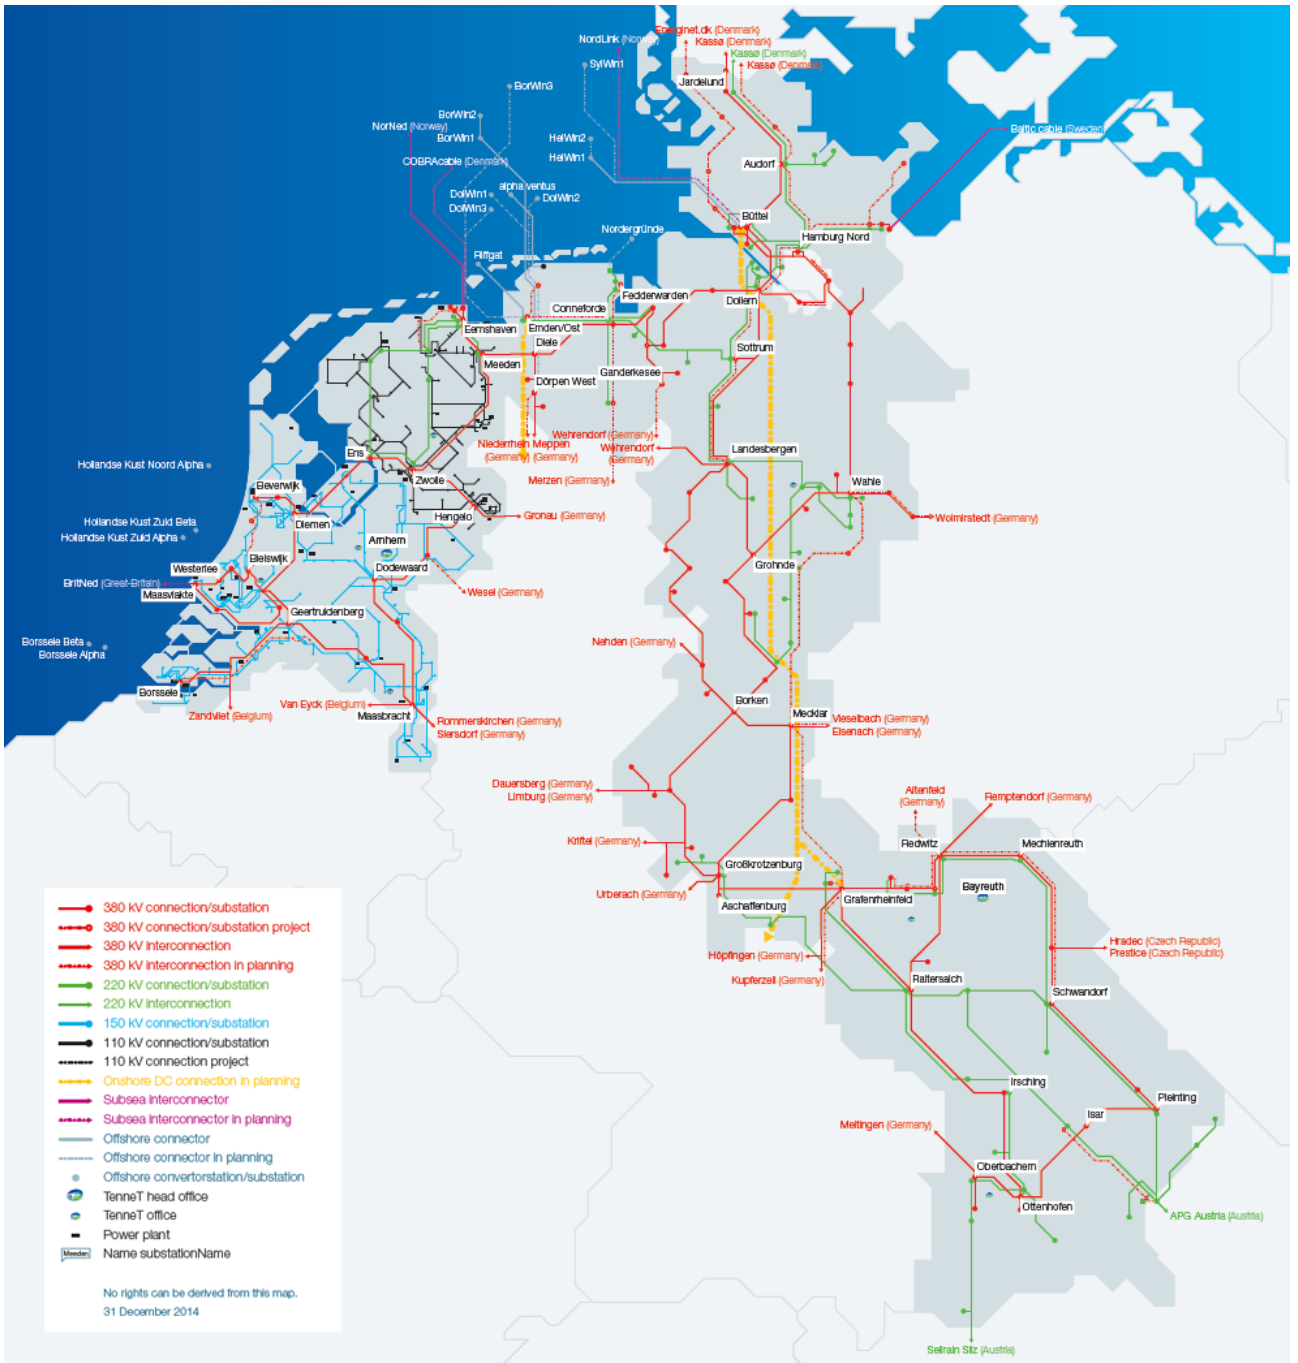 Energinet.dk (Denmark)
NordLink (Norway)
Kassø (Denmark)
Kassø (Denmark)
SylWin1
Kassø (Denmark)
Jardelund
BorWin3
BorWin2
NorNed (Norway)
BorWin1
HelWin2
Baltic cable (Sweden)
HelWin1
COBRAcable (Denmark)
Audorf
alpha ventus
DolWin1
DolWin2
DolWin3
Büttel
Nordergründe
Hamburg Nord
Riffgat
Fedderwarden
Dollern
Conneforde
Eemshaven
Emden/Ost
Diele
Sottrum
Meeden
Ganderkesee
Dörpen West
Wehrendorf (Germany)
Niederrhein Meppen
(Germany) (Germany)
Wehrendorf
(Germany)
Landesbergen
Ens
Hollandse Kust Noord Alpha
Zwolle
Merzen (Germany)
Wahle
Beverwijk
Hengelo
Gronau (Germany)
Wolmirstedt (Germany)
Hollandse Kust Zuid Beta
Diemen
Hollandse Kust Zuid Alpha
Arnhem
Bleiswijk
Grohnde
Westerlee
Dodewaard
BritNed (Great-Britain)
Maasvlakte
Wesel (Germany)
Geertruidenberg
Borssele Beta
Borssele Alpha
Nehden (Germany)
Borssele
Van Eyck (Belgium)
Borken
Zandvliet (Belgium)
Maasbracht
Mecklar
Vieselbach (Germany)
Eisenach (Germany)
Rommerskirchen (Germany)
Siersdorf (Germany)
Dauersberg (Germany)
Limburg (Germany)
Altenfeld
(Germany)
Remptendorf (Germany)
Kriftel (Germany)
Redwitz
Mechlenreuth
Großkrotzenburg
Bayreuth
Urberach (Germany)
Grafenrheinfeld
Aschaffenburg
Höpfingen (Germany)
Hradec (Czech Republic)
Prestice (Czech Republic)
Kupferzell (Germany)
Raitersaich
Schwandorf
Irsching
Pleinting
Isar
Meitingen (Germany)
Oberbachern
Ottenhofen
APG Austria (Austria)
Sellrain Silz (Austria)
380 kV connection/substation
380 kV connection/substation project
380 kV interconnection
380 kV interconnection in planning
220 kV connection/substation
220 kV interconnection
150 kV connection/substation
110 kV connection/substation
110 kV connection project
Onshore DC connection in planning
Subsea interconnector
Subsea interconnector in planning
Offshore connector
Offshore connector in planning
Offshore convertorstation/substation
TenneT head office
TenneT office
Power plant
Meeden Name substationName
No rights can be derived from this map.
31 December 2014